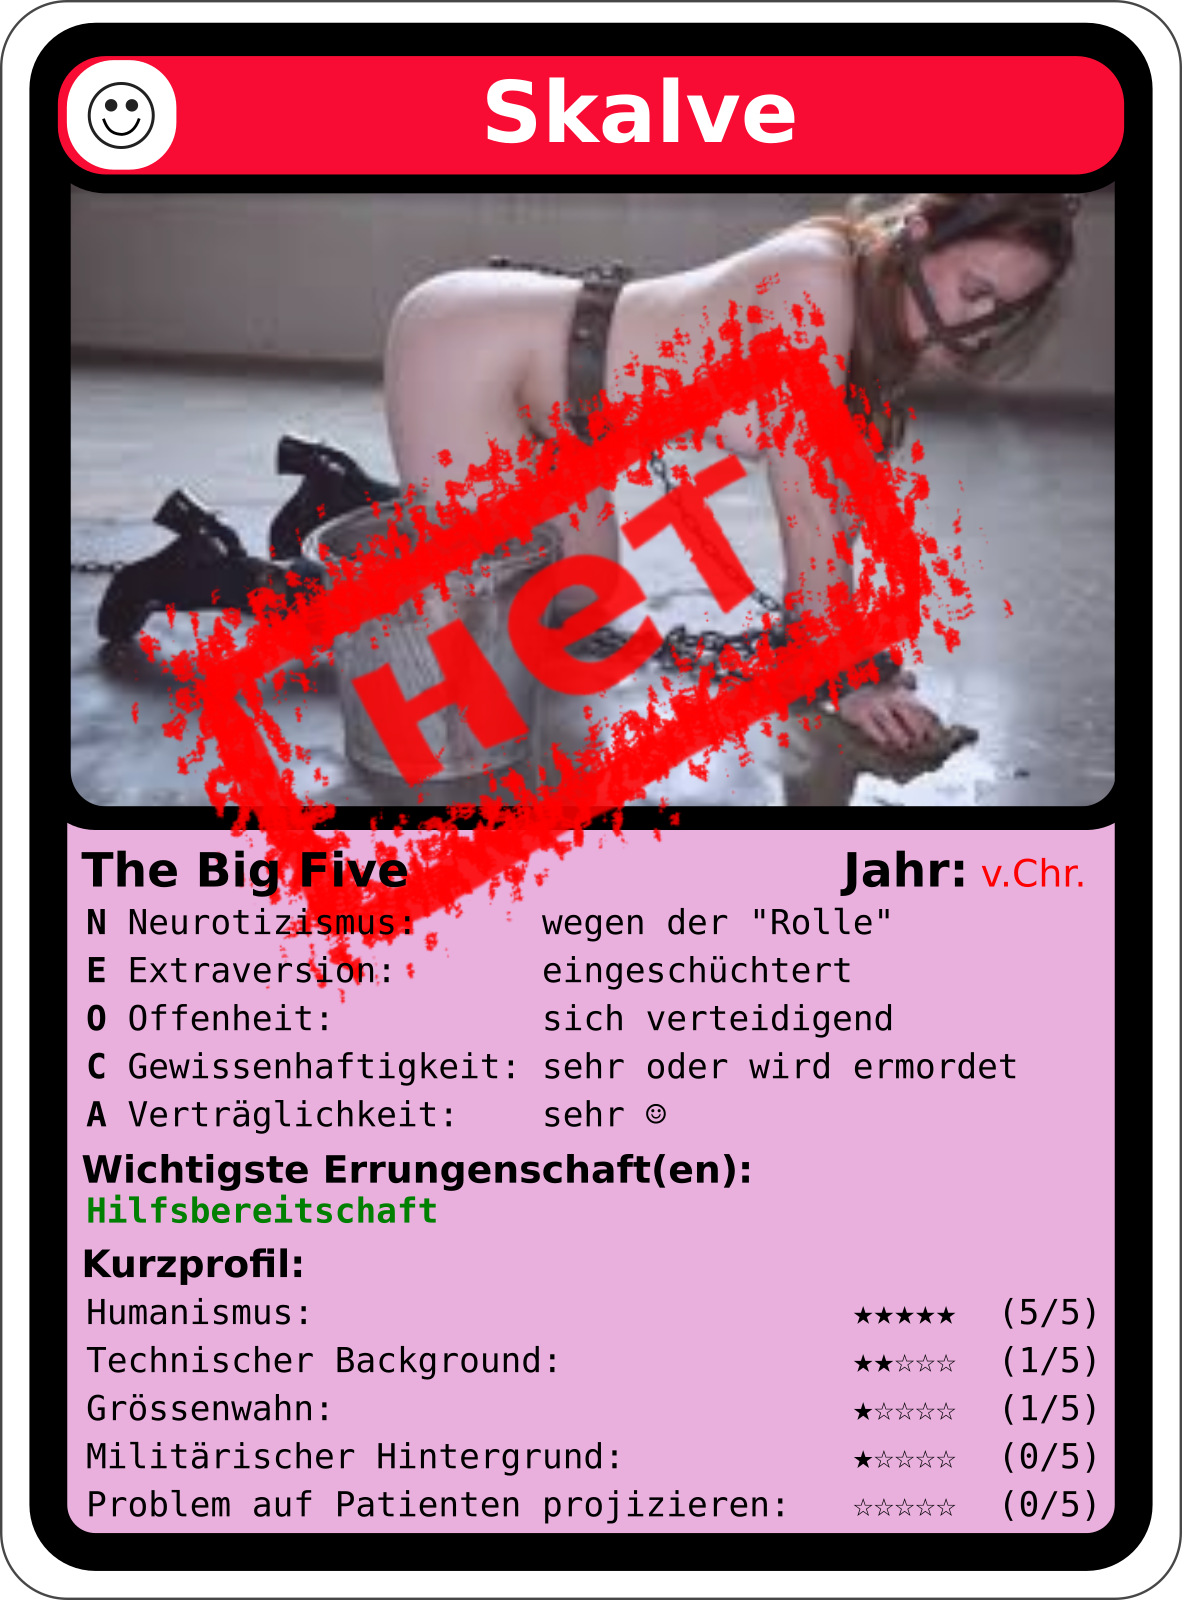 Skalve
нет
The Big Five Jahr: v.Chr.
N Neurotizismus: wegen der "Rolle"
E Extraversion: eingeschüchtert
O Offenheit: sich verteidigend
C Gewissenhaftigkeit: sehr oder wird ermordet
A Verträglichkeit: sehr ☺
Wichtigste Errungenschaft(en):
Hilfsbereitschaft
Kurzprofil:
Humanismus: ★★★★★ (5/5)
Technischer Background: ★★☆☆☆ (1/5)
Grössenwahn: ★☆☆☆☆ (1/5)
Militärischer Hintergrund: ★☆☆☆☆ (0/5)
Problem auf Patienten projizieren: ☆☆☆☆☆ (0/5)